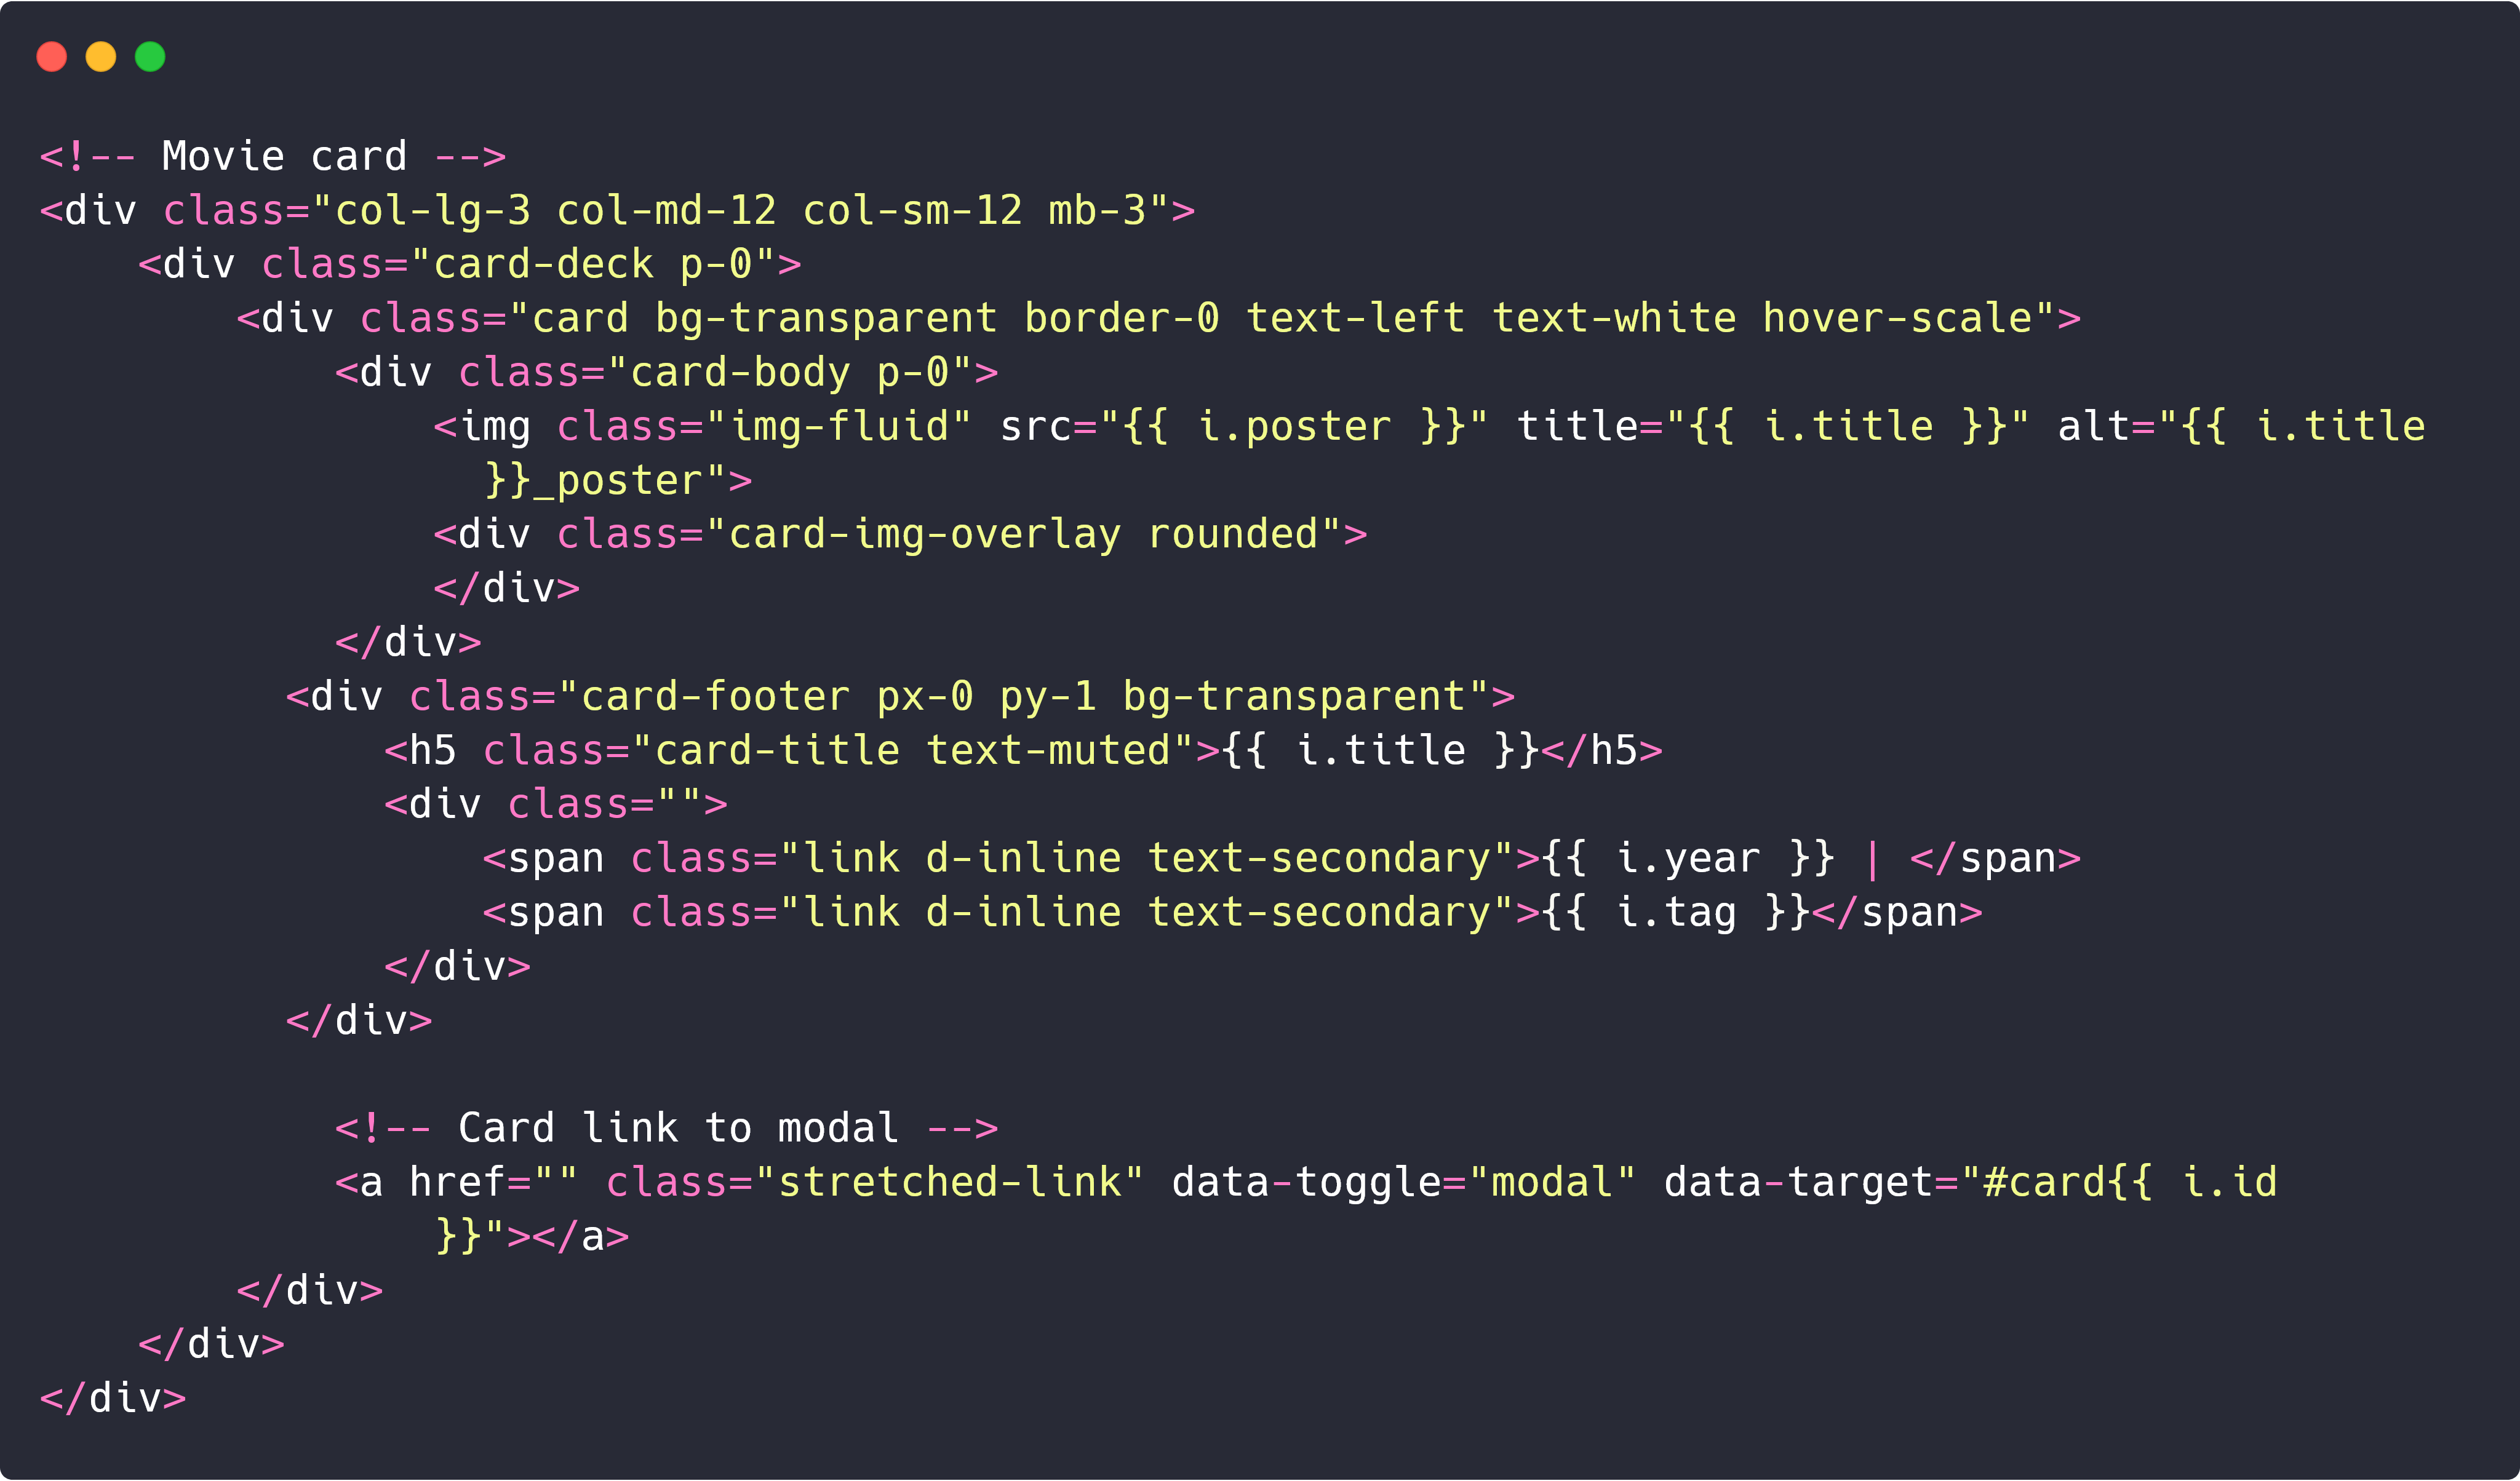 <!-- Movie card -->
<div class="col-lg-3 col-md-12 col-sm-12 mb-3">
    <div class="card-deck p-0">
        <div class="card bg-transparent border-0 text-left text-white hover-scale">
            <div class="card-body p-0">
                <img class="img-fluid" src="{{ i.poster }}" title="{{ i.title }}" alt="{{ i.title
                  }}_poster">
                <div class="card-img-overlay rounded">
                </div>
            </div>
          <div class="card-footer px-0 py-1 bg-transparent">
              <h5 class="card-title text-muted">{{ i.title }}</h5>
              <div class="">
                  <span class="link d-inline text-secondary">{{ i.year }} | </span>
                  <span class="link d-inline text-secondary">{{ i.tag }}</span>
              </div>
          </div>

            <!-- Card link to modal -->
            <a href="" class="stretched-link" data-toggle="modal" data-target="#card{{ i.id
                }}"></a>
        </div>
    </div>
</div>